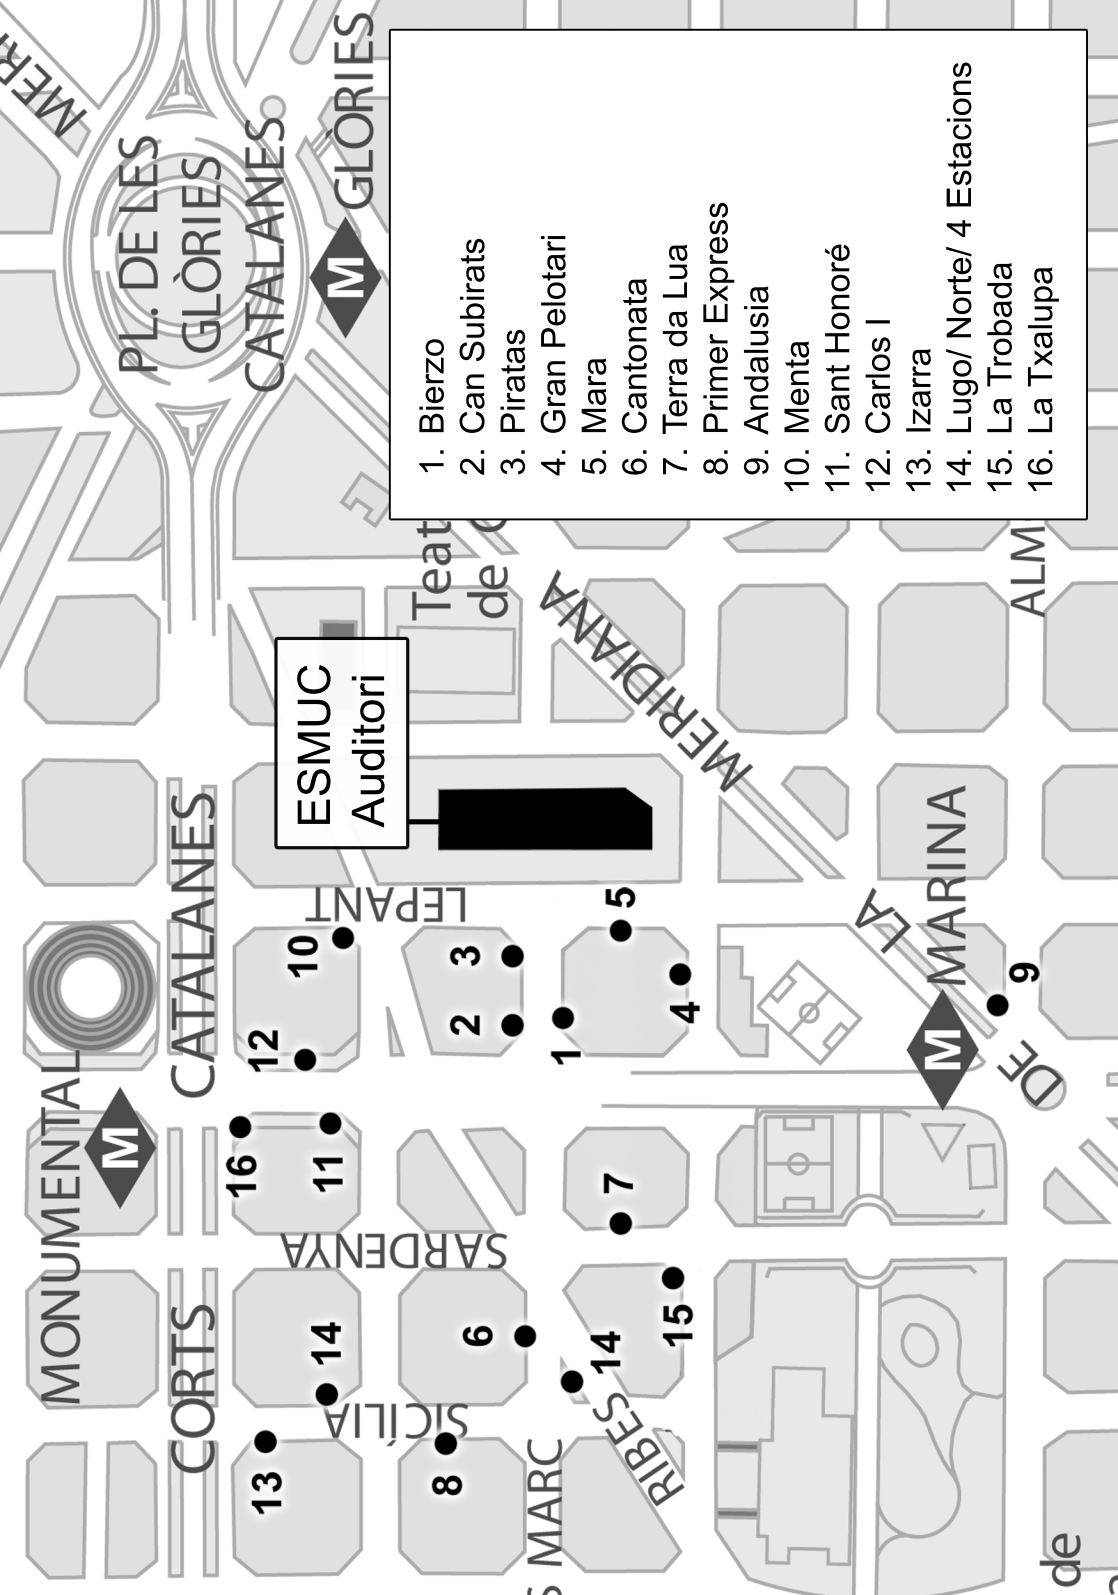 MONUMENTAL
M
CORTS
CATALANES
PL. DE LES
GLÒRIES
CATALANES
M
GLÒRIES
MER
ESMUC
Auditori
Teat
de
LEPANT
SARDENYA
SICÍLIA
MARC
RIBES
MERIDIANA
LA
DE
M
MARINA
ALM
de
13
14
16
12
10
11
8
6
2
3
14
1
5
7
15
4
9
1. Bierzo
2. Can Subirats
3. Piratas
4. Gran Pelotari
5. Mara
6. Cantonata
7. Terra da Lua
8. Primer Express
9. Andalusia
10. Menta
11. Sant Honoré
12. Carlos I
13. Izarra
14. Lugo/ Norte/ 4 Estacions
15. La Trobada
16. La Txalupa